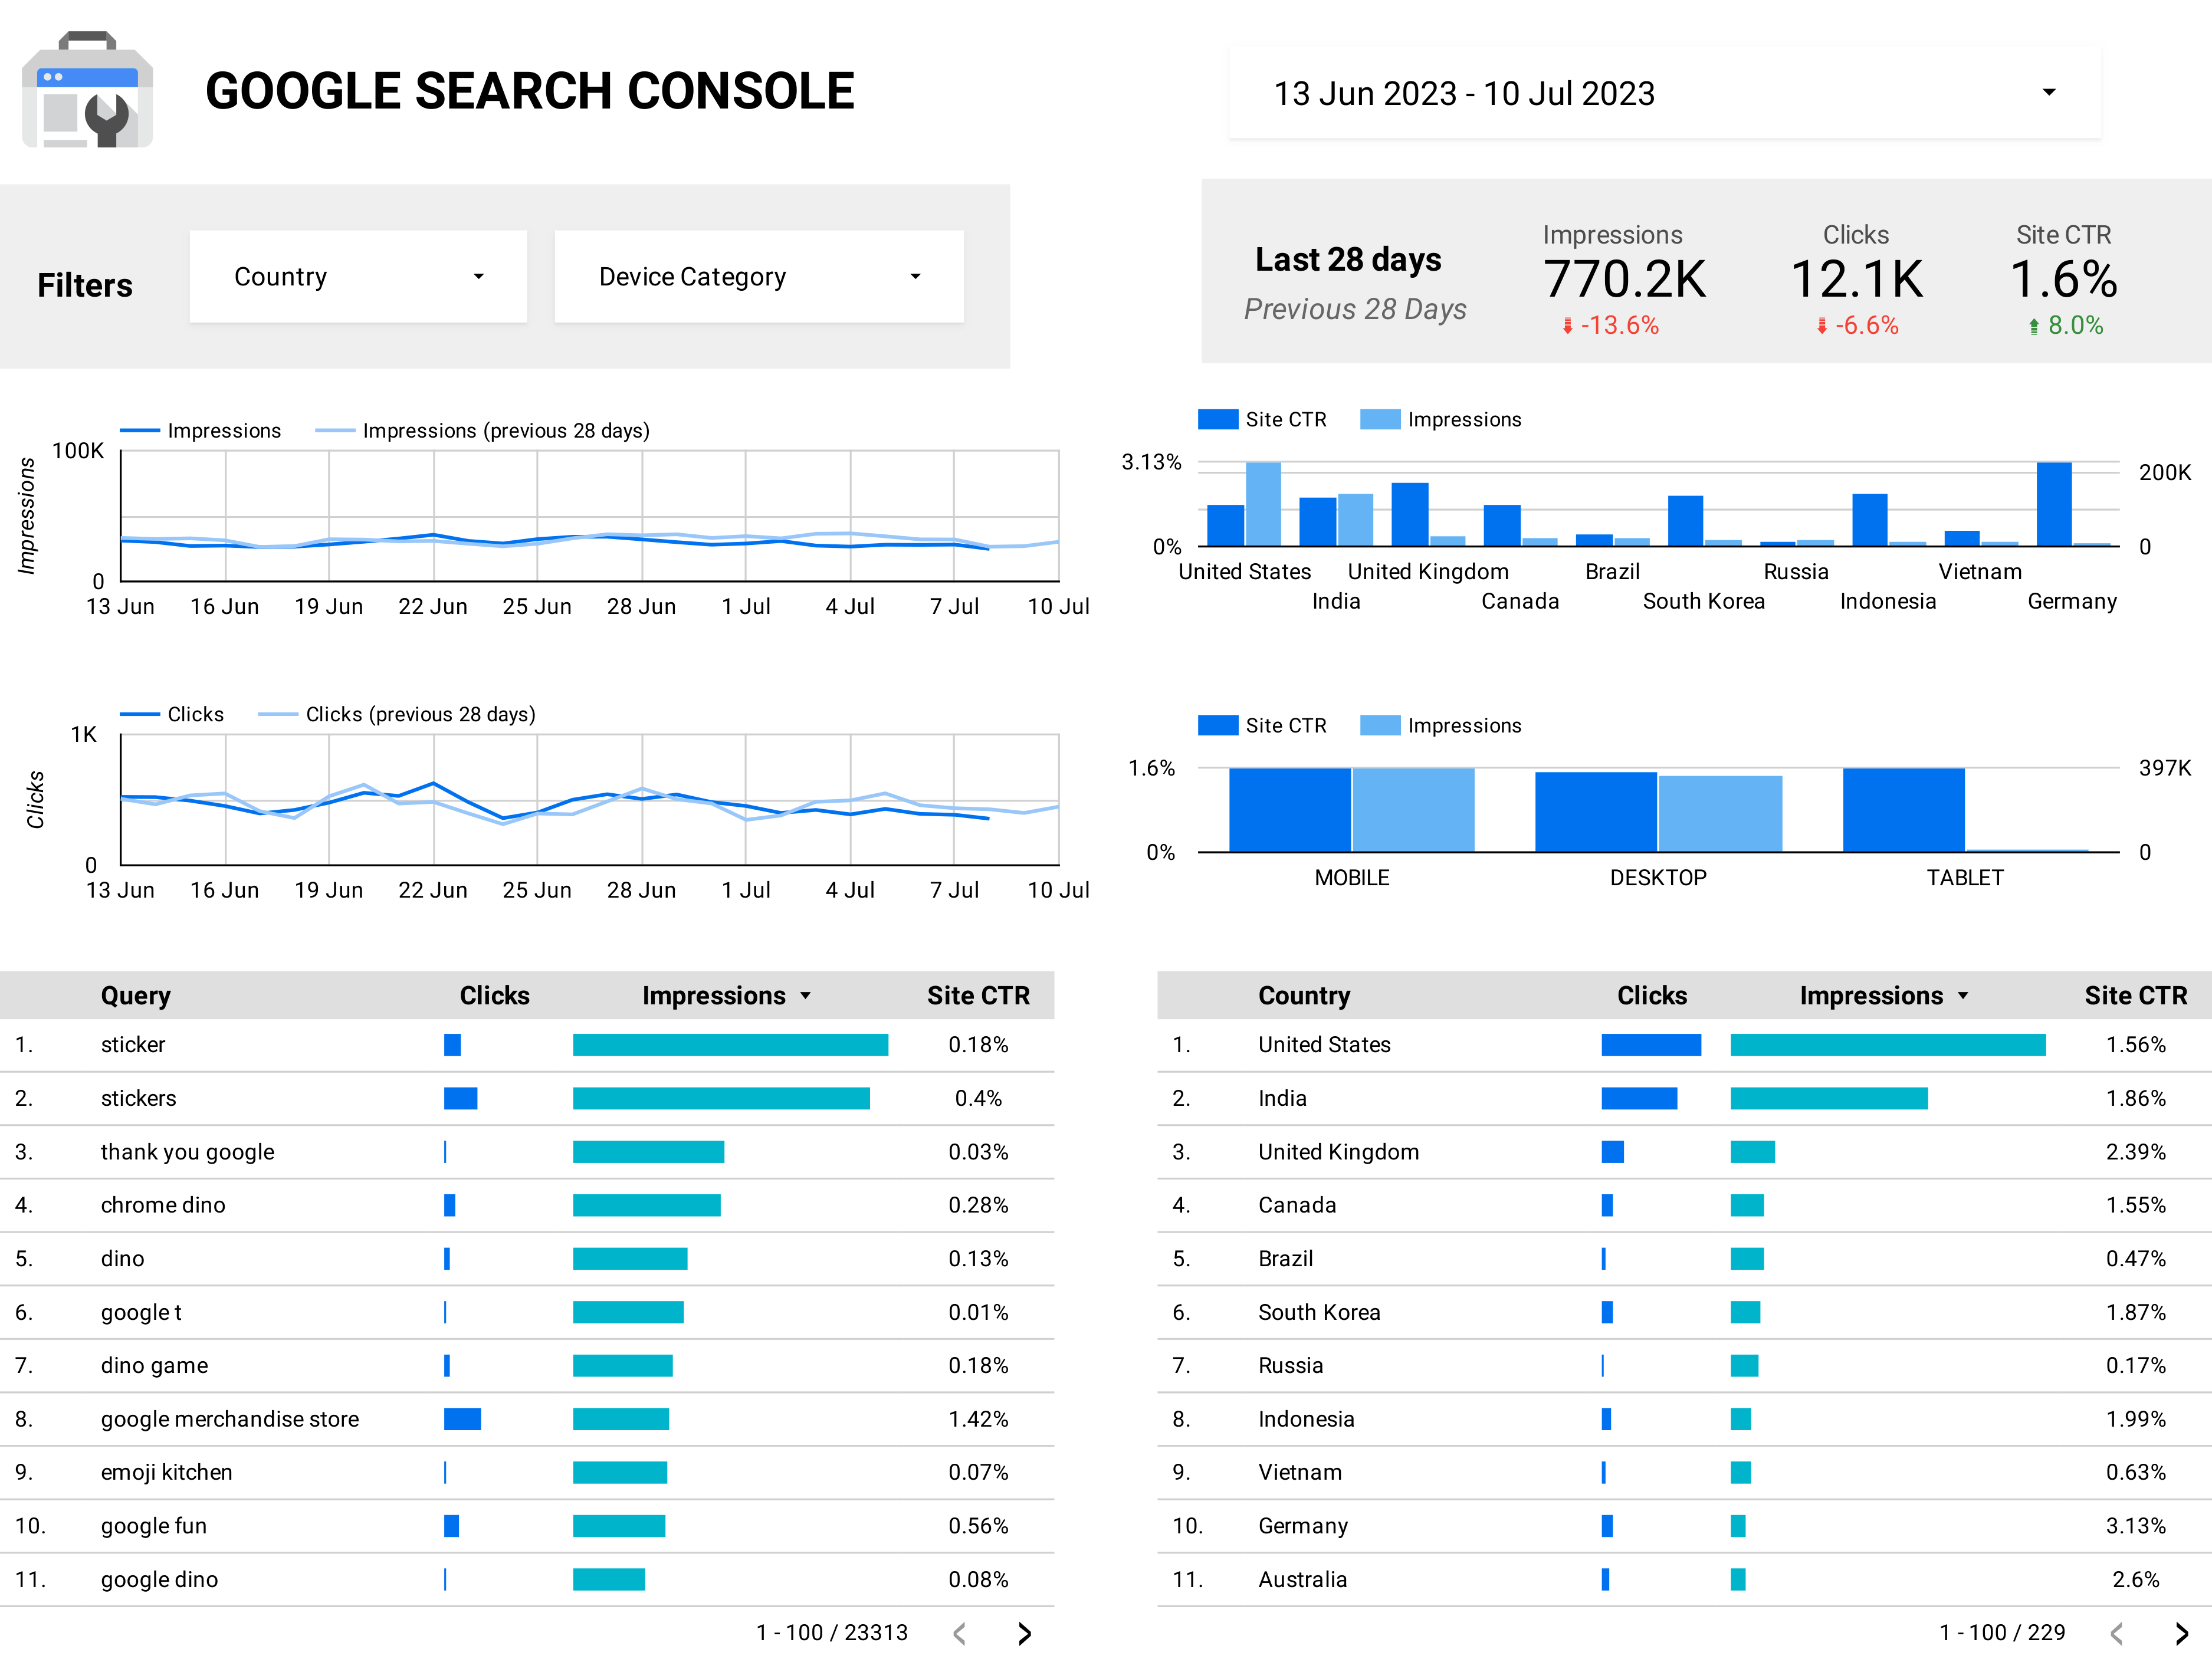 GOOGLE SEARCH CONSOLE
13 Jun 2023 - 10 Jul 2023
Filters
Country
Device Category
Last 28 days
Previous 28 Days
Impressions
770.2K
-13.6%
Clicks
12.1K
-6.6%
Site CTR
1.6%
8.0%
Impressions Impressions (previous 28 days)
Impressions
100K
0
13 Jun 16 Jun 19 Jun 22 Jun 25 Jun 28 Jun 1 Jul 4 Jul 7 Jul 10 Jul
Site CTR Impressions
3.13%
0%
200K
0
United States United Kingdom Brazil Russia Vietnam
India Canada South Korea Indonesia Germany
Clicks Clicks (previous 28 days)
Clicks
1K
0
13 Jun 16 Jun 19 Jun 22 Jun 25 Jun 28 Jun 1 Jul 4 Jul 7 Jul 10 Jul
Site CTR Impressions
1.6%
0%
397K
0
MOBILE DESKTOP TABLET
Query Clicks Impressions Site CTR
1. sticker 0.18%
2. stickers 0.4%
3. thank you google 0.03%
4. chrome dino 0.28%
5. dino 0.13%
6. google t 0.01%
7. dino game 0.18%
8. google merchandise store 1.42%
9. emoji kitchen 0.07%
10. google fun 0.56%
11. google dino 0.08%
1 - 100 / 23313
Country Clicks Impressions Site CTR
1. United States 1.56%
2. India 1.86%
3. United Kingdom 2.39%
4. Canada 1.55%
5. Brazil 0.47%
6. South Korea 1.87%
7. Russia 0.17%
8. Indonesia 1.99%
9. Vietnam 0.63%
10. Germany 3.13%
11. Australia 2.6%
1 - 100 / 229